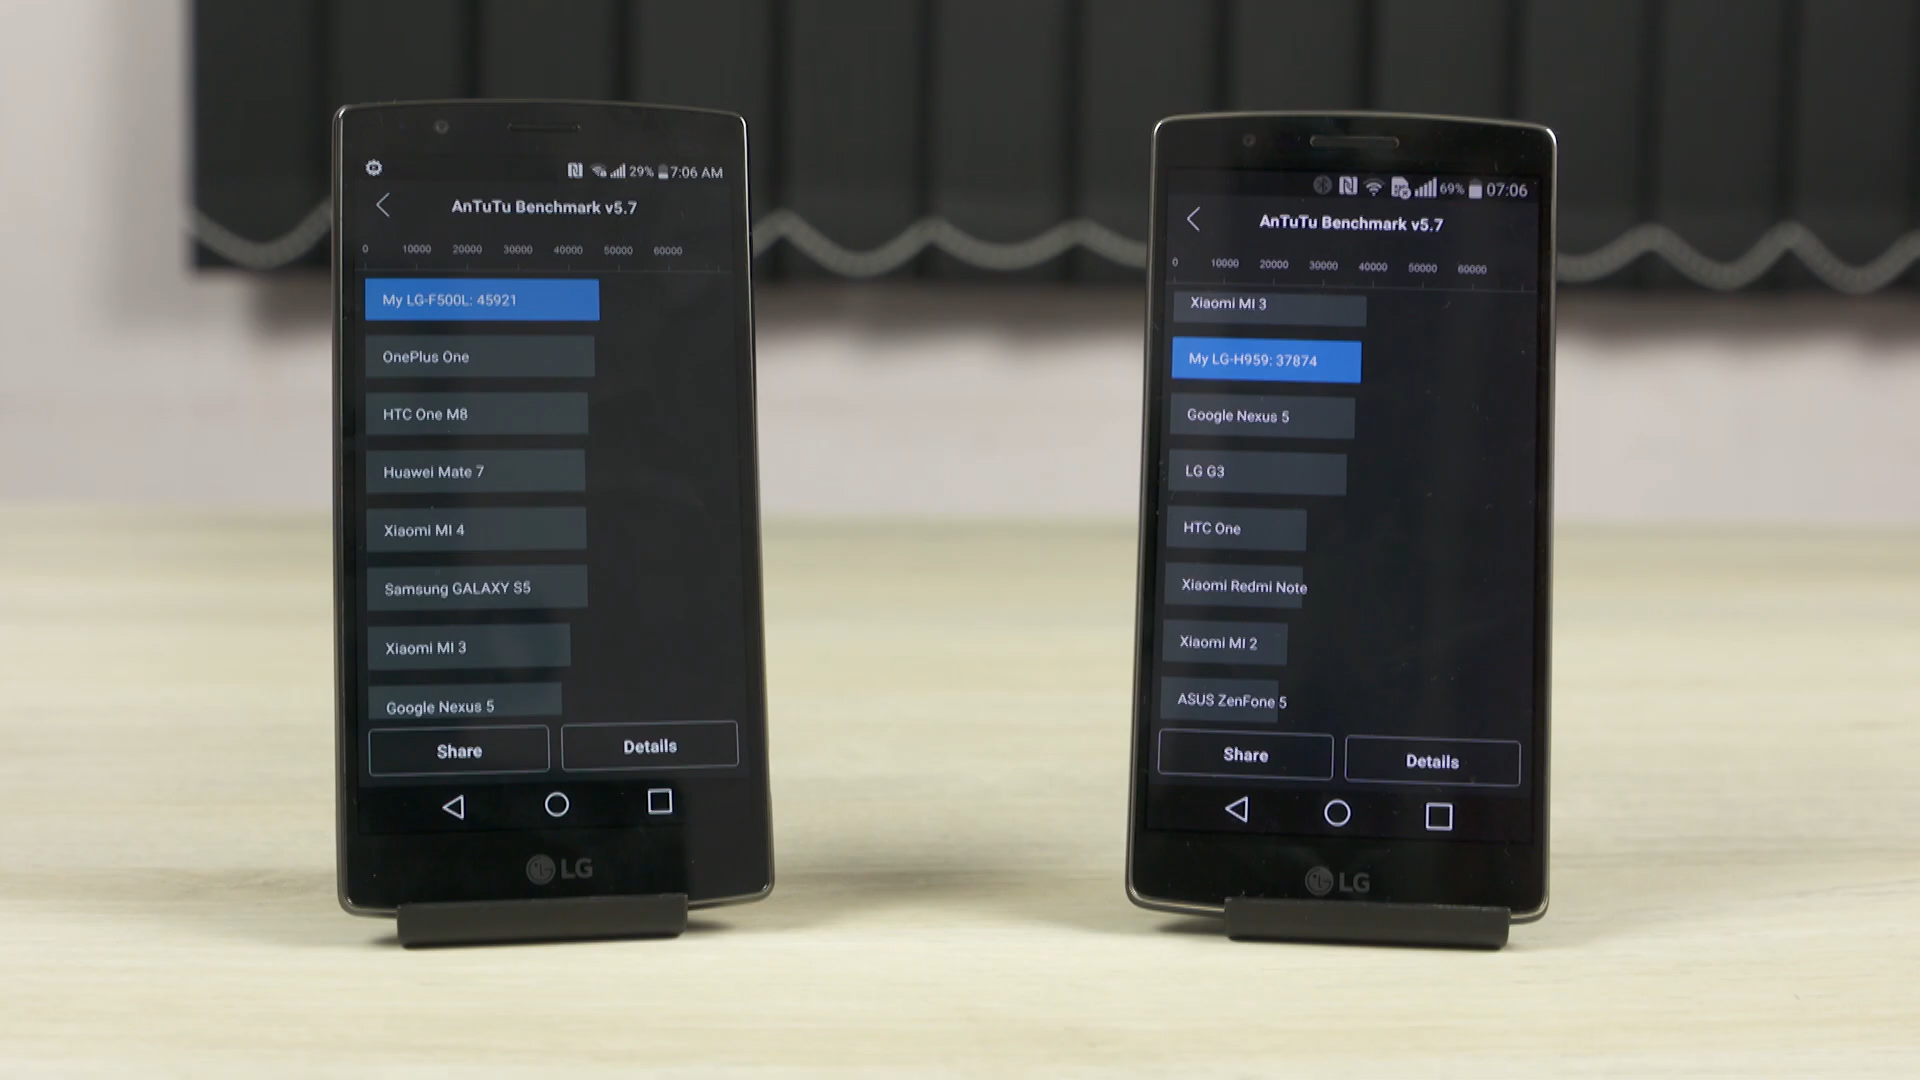 29% 7:06 AM
AnTuTu Benchmark v5.7
0 10000 20000 30000 40000 50000 60000
My LG-F500L: 45921
OnePlus One
HTC One M8
Huawei Mate 7
Xiaomi MI 4
Samsung GALAXY S5
Xiaomi MI 3
Google Nexus 5
Share Details
LG
69% 07:06
AnTuTu Benchmark v5.7
0 10000 20000 30000 40000 50000 60000
Xiaomi MI 3
My LG-H959: 37874
Google Nexus 5
LG G3
HTC One
Xiaomi Redmi Note
Xiaomi MI 2
ASUS ZenFone 5
Share Details
LG